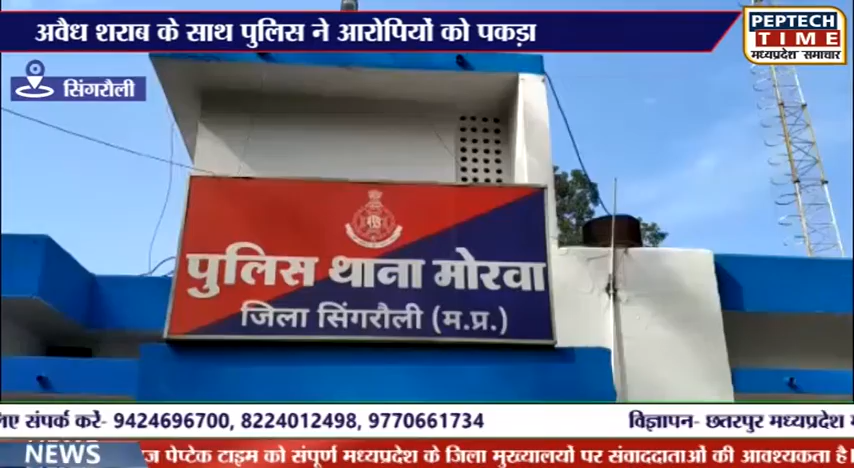 अवैध शराब के साथ पुलिस ने आरोपियों को पकड़ा
PEPTECH
TIME
मध्यप्रदेश समाचार
सिंगरौली
पुलिस थाना मोरवा
जिला सिंगरौली (म.प्र.)
संपर्क करें- 9424696700, 8224012498, 9770661734
विज्ञापन- छतरपुर मध्यप्रदेश
NEWS
पेप्टेक टाइम को संपूर्ण मध्यप्रदेश के जिला मुख्यालयों पर संवाददाताओं की आवश्यकता है।